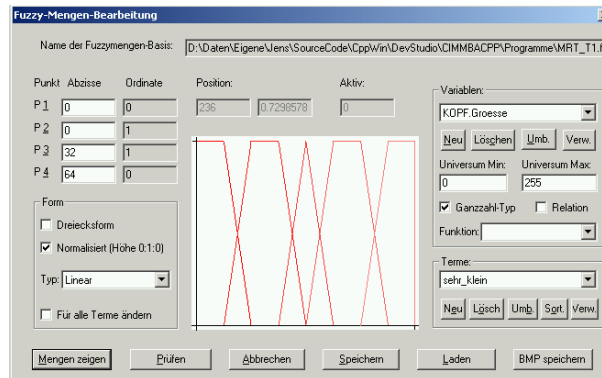 Fuzzy-Mengen-Bearbeitung
Name der Fuzzymengen-Basis: D:\Daten\Eigene\Jens\SourceCode\CppWin\DevStudio\CIMMBACPP\Programme\MRT_T1.f
Punkt Abzisse Ordinate Position: Aktiv:
P 1 0 0 236 0.7298578 0
P 2 0 1
P 3 32 1
P 4 64 0
Form
Dreiecksform
Normalisiert (Höhe 0:1:0)
Typ: Linear
Für alle Terme ändern
Variablen:
KOPF.Groesse
Neu Löschen Umb. Verw.
Universum Min: Universum Max:
0 255
Ganzzahl-Typ Relation
Funktion:
Terme:
sehr_klein
Neu Lösch Umb. Sort. Verw.
Mengen zeigen Prüfen Abbrechen Speichern Laden BMP speichern